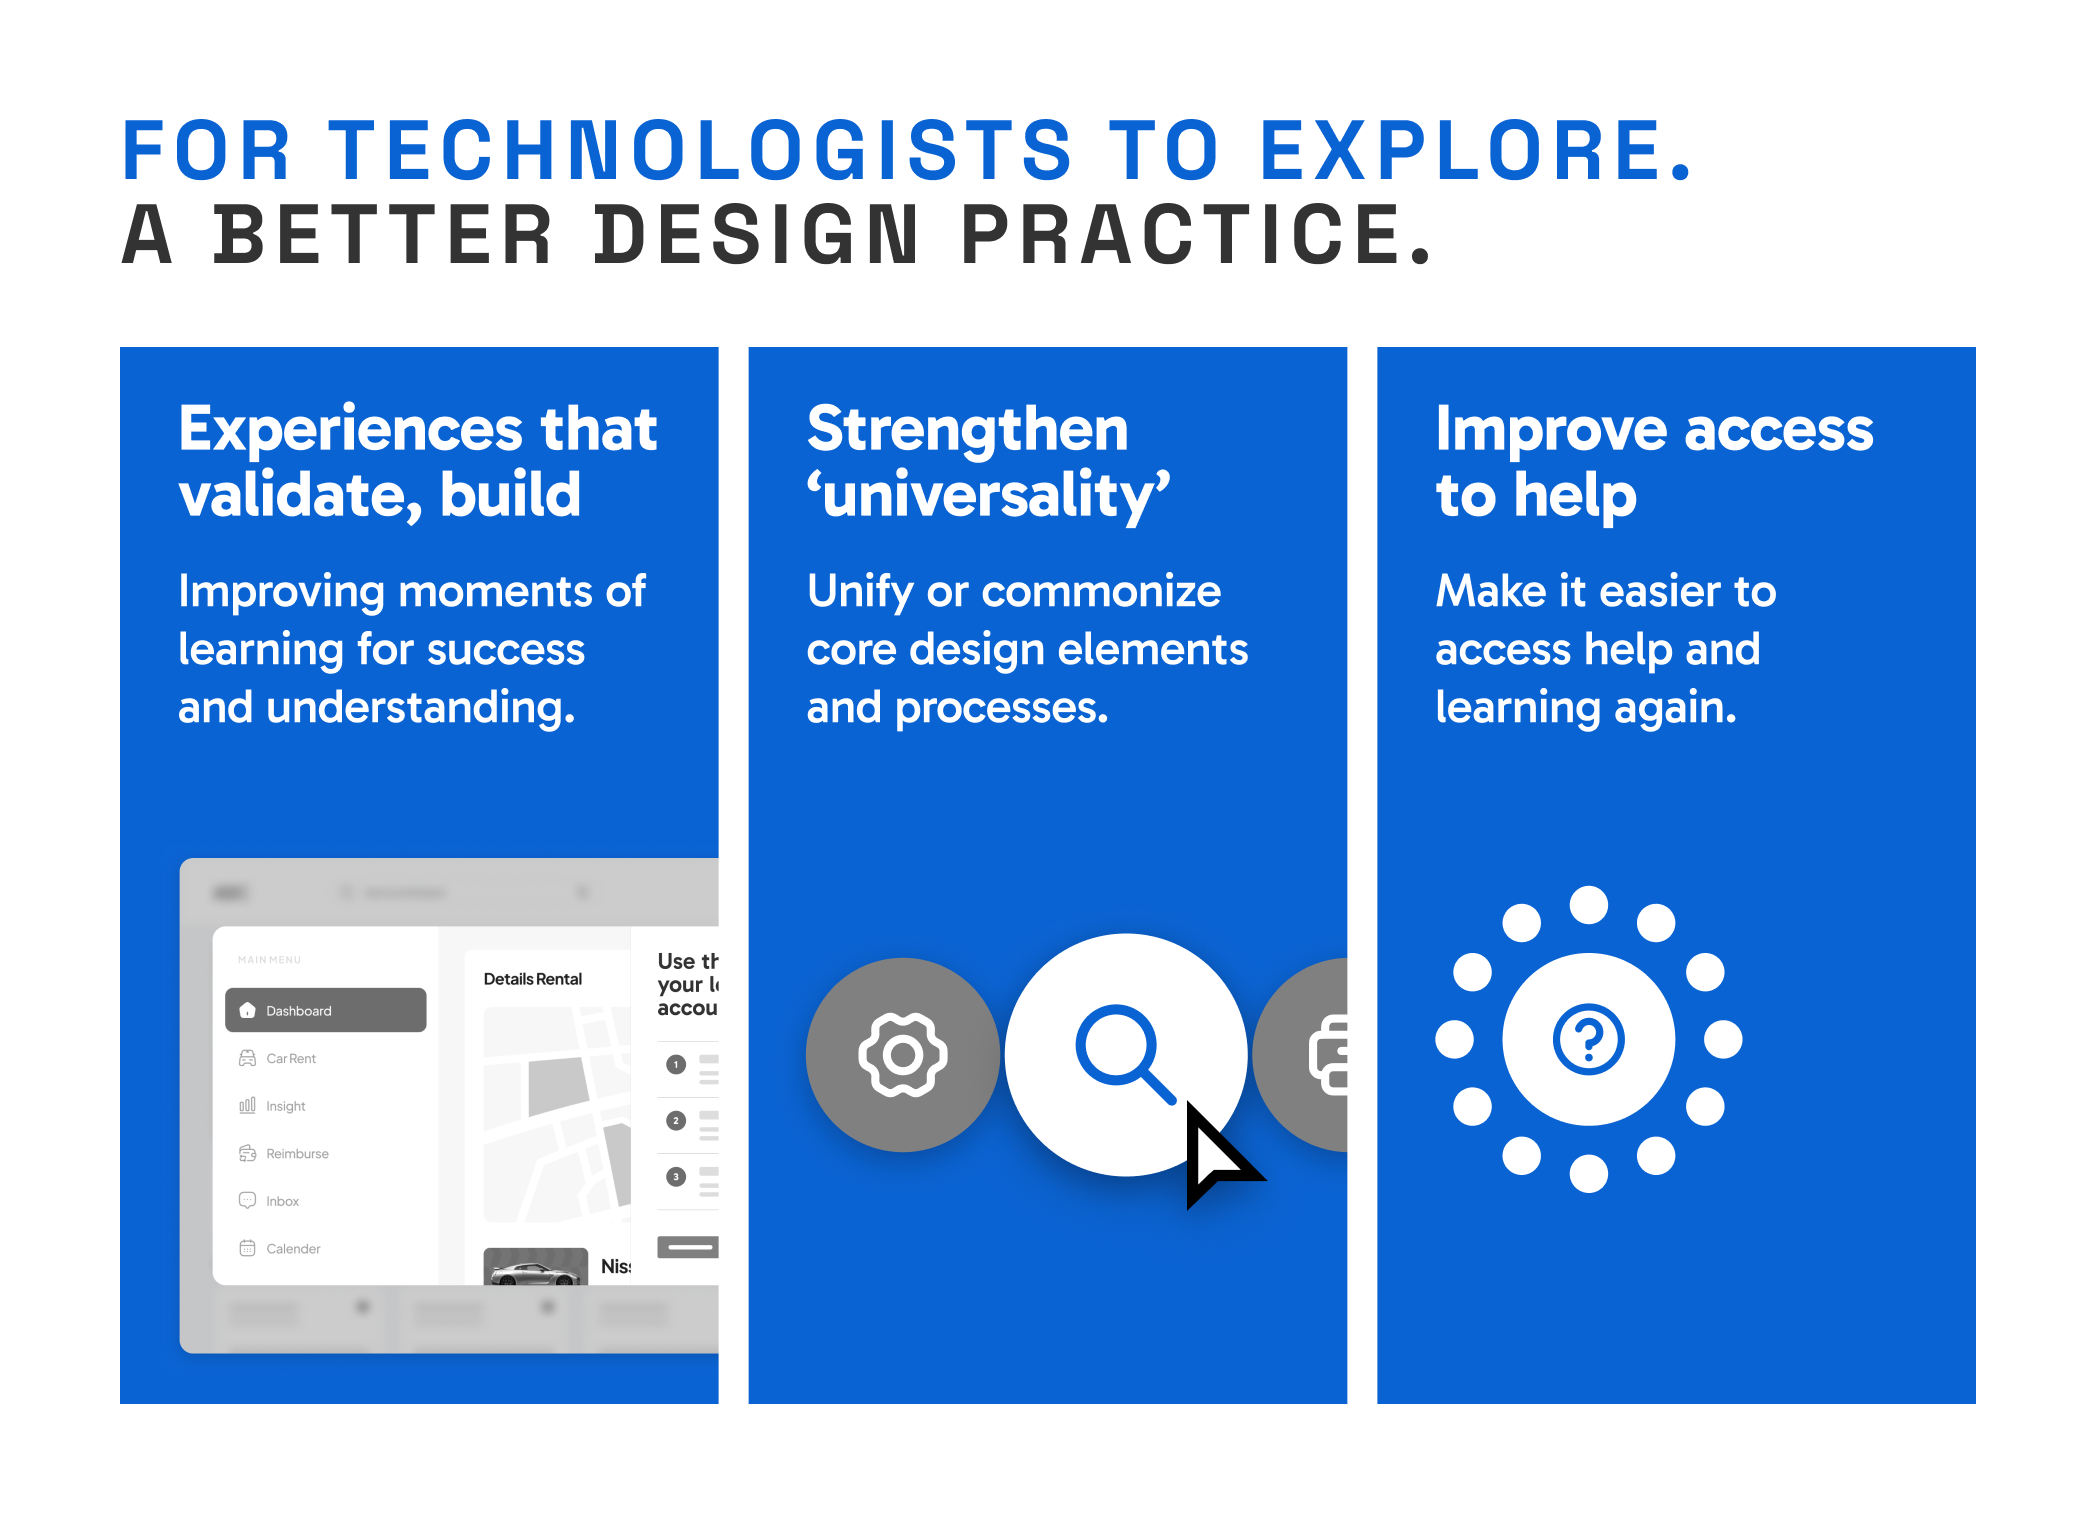 FOR TECHNOLOGISTS TO EXPLORE.
A BETTER DESIGN PRACTICE.
Experiences that
validate, build
Improving moments of
learning for success
and understanding.
MAIN MENU
Dashboard
Car Rent
Insight
Reimburse
Inbox
Calender
Details Rental
Use th
your l
accou
1
2
3
Niss
Strengthen
‘universality’
Unify or commonize
core design elements
and processes.
Improve access
to help
Make it easier to
access help and
learning again.
?